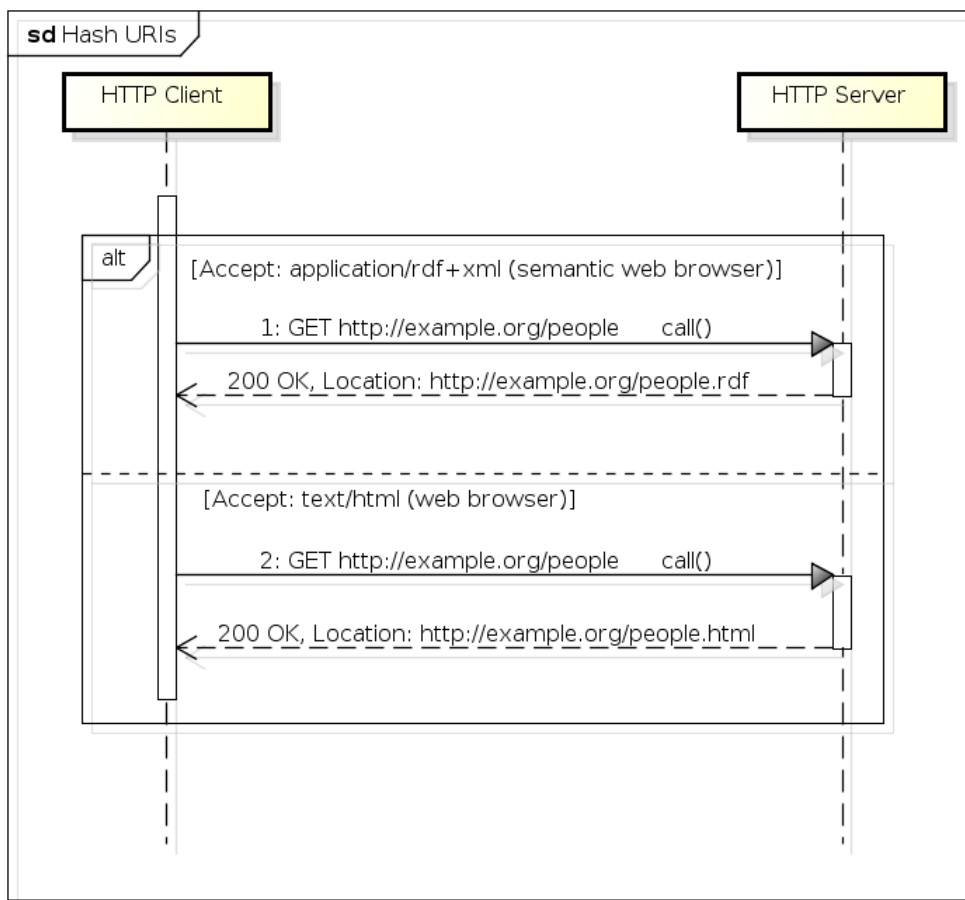 sd Hash URIs
HTTP Client
HTTP Server
alt
[Accept: application/rdf+xml (semantic web browser)]
1: GET http://example.org/people call()
200 OK, Location: http://example.org/people.rdf
[Accept: text/html (web browser)]
2: GET http://example.org/people call()
200 OK, Location: http://example.org/people.html